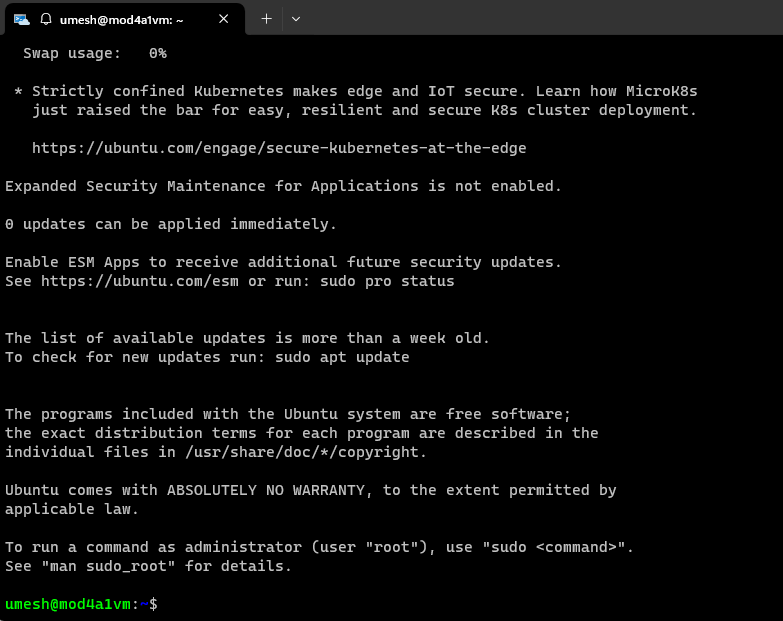 umesh@mod4a1vm: ~
Swap usage:   0%
* Strictly confined Kubernetes makes edge and IoT secure. Learn how MicroK8s
just raised the bar for easy, resilient and secure K8s cluster deployment.
https://ubuntu.com/engage/secure-kubernetes-at-the-edge
Expanded Security Maintenance for Applications is not enabled.
0 updates can be applied immediately.
Enable ESM Apps to receive additional future security updates.
See https://ubuntu.com/esm or run: sudo pro status
The list of available updates is more than a week old.
To check for new updates run: sudo apt update
The programs included with the Ubuntu system are free software;
the exact distribution terms for each program are described in the
individual files in /usr/share/doc/*/copyright.
Ubuntu comes with ABSOLUTELY NO WARRANTY, to the extent permitted by
applicable law.
To run a command as administrator (user "root"), use "sudo <command>".
See "man sudo_root" for details.
umesh@mod4a1vm:~$